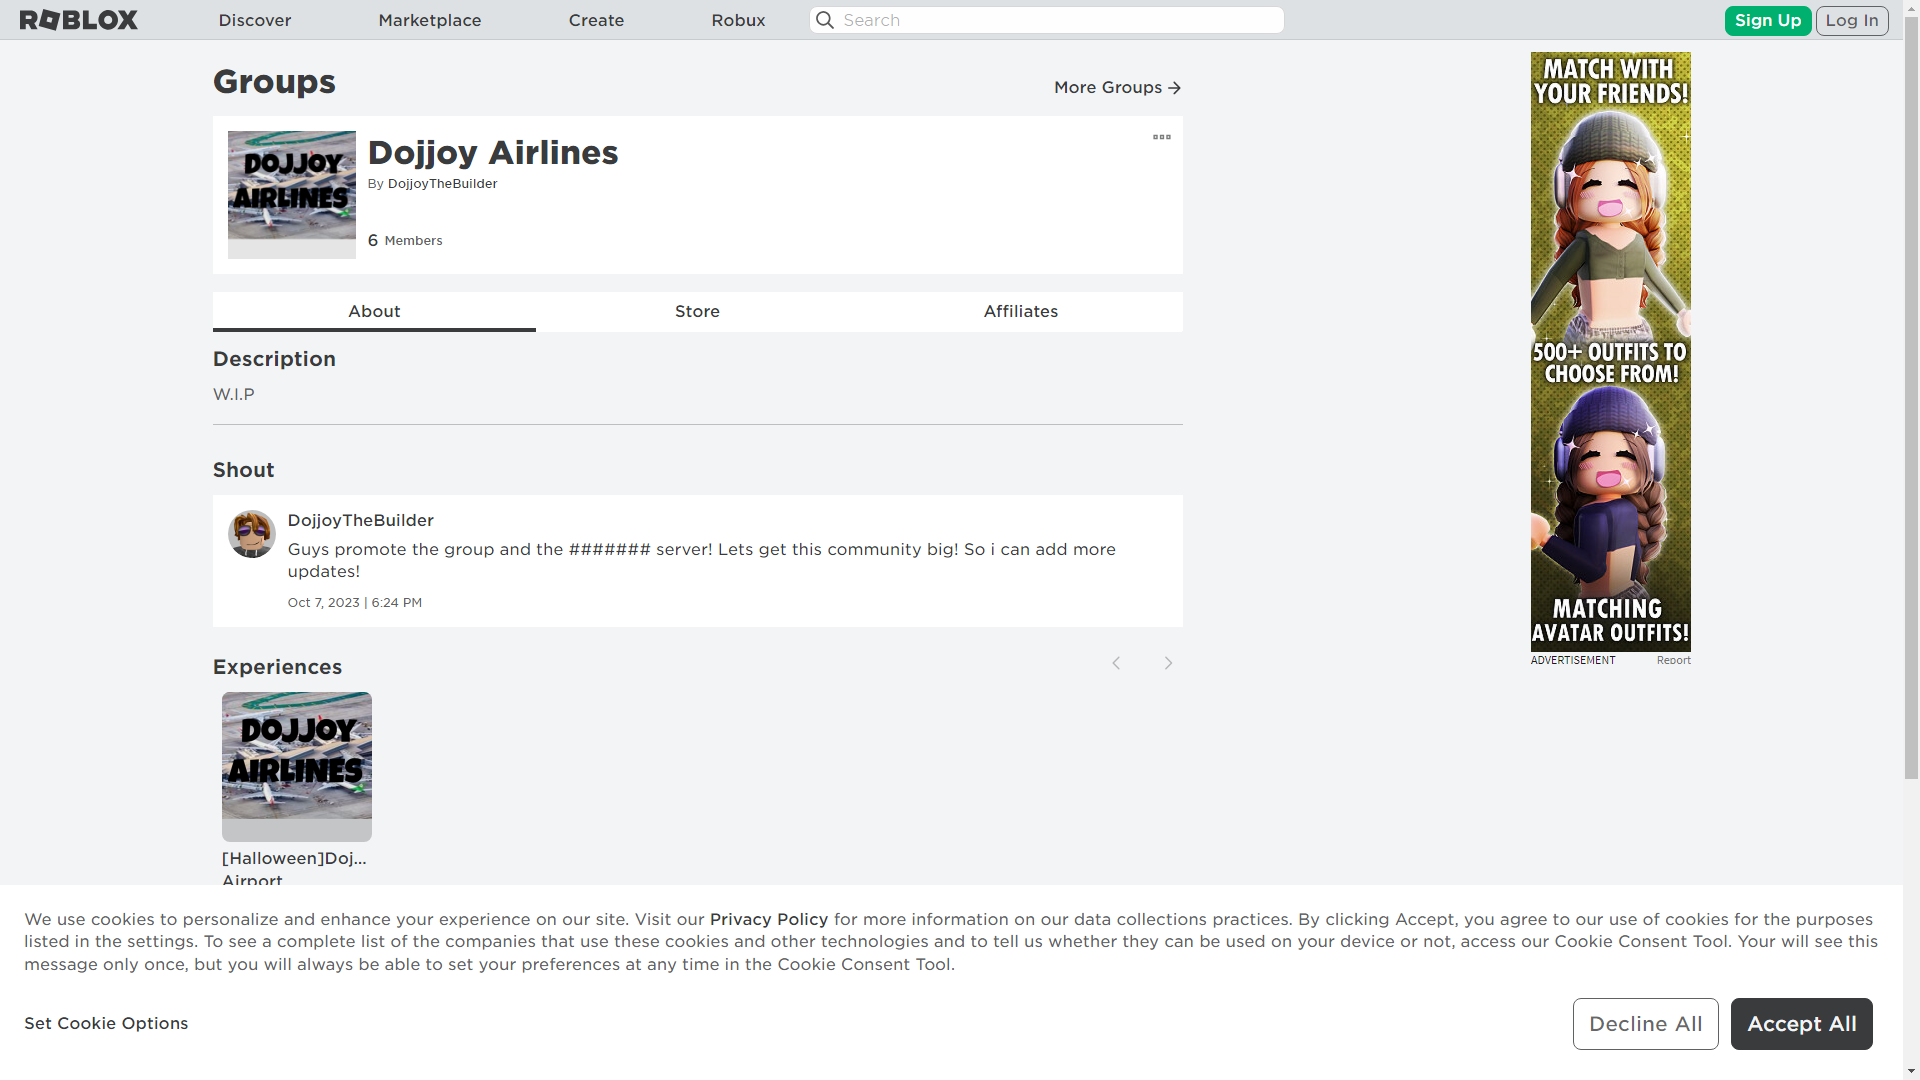 ROBLOX
Discover
Marketplace
Create
Robux
Search
Sign Up
Log In
Groups
More Groups
DOJJOY
AIRLINES
Dojjoy Airlines
By DojjoyTheBuilder
6 Members
About
Store
Affiliates
Description
W.I.P
Shout
DojjoyTheBuilder
Guys promote the group and the ####### server! Lets get this community big! So i can add more
updates!
Oct 7, 2023 | 6:24 PM
Experiences
DOJJOY
AIRLINES
[Halloween]Doj...
Airport
MATCH WITH
YOUR FRIENDS!
500+ OUTFITS TO
CHOOSE FROM!
MATCHING
AVATAR OUTFITS!
ADVERTISEMENT
Report
We use cookies to personalize and enhance your experience on our site. Visit our Privacy Policy for more information on our data collections practices. By clicking Accept, you agree to our use of cookies for the purposes
listed in the settings. To see a complete list of the companies that use these cookies and other technologies and to tell us whether they can be used on your device or not, access our Cookie Consent Tool. Your will see this
message only once, but you will always be able to set your preferences at any time in the Cookie Consent Tool.
Set Cookie Options
Decline All
Accept All